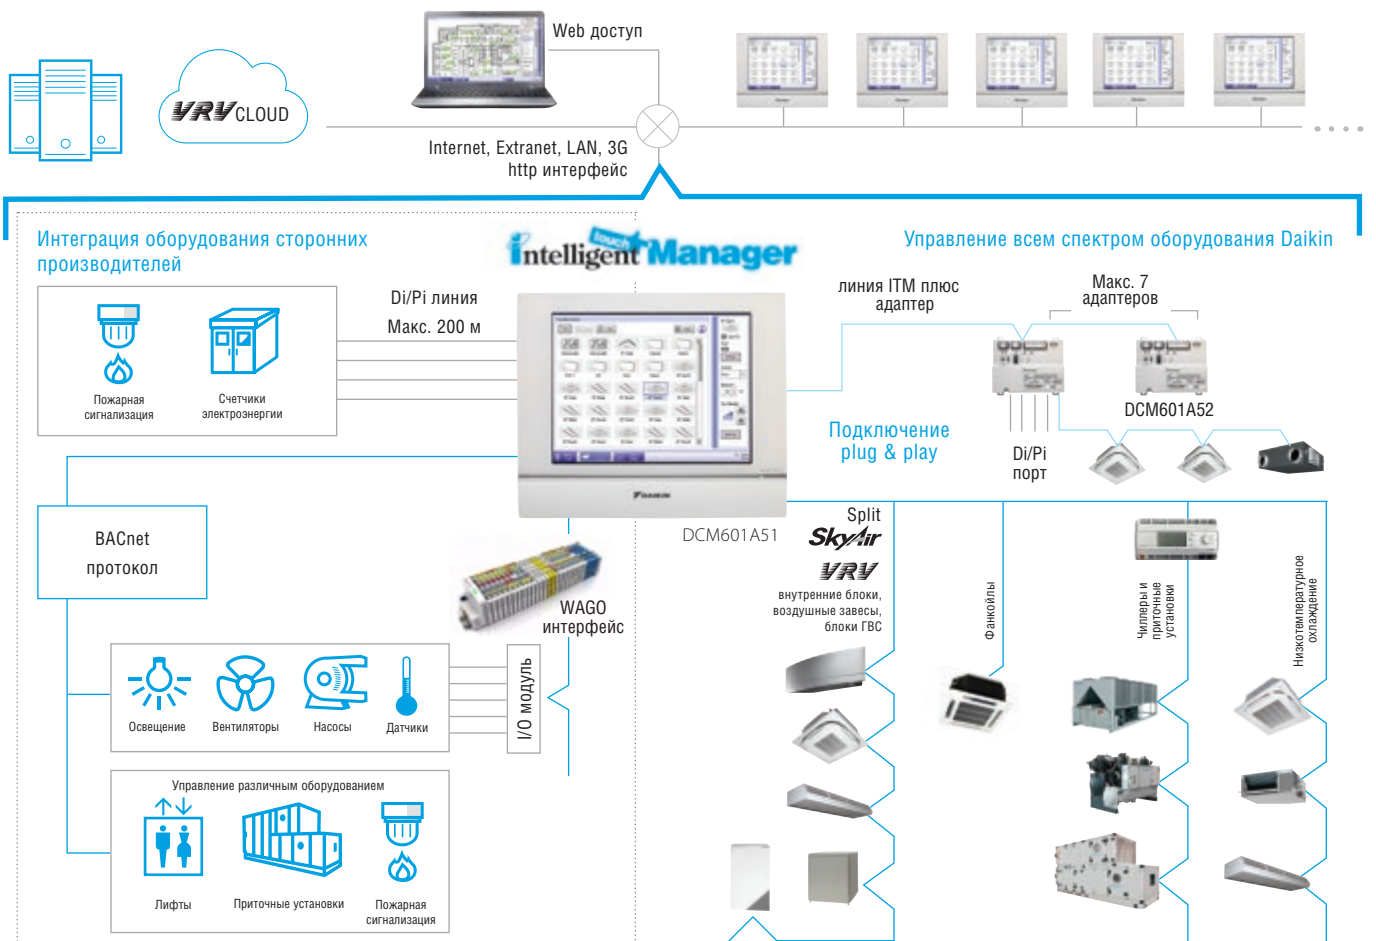 Web доступ
VRV CLOUD
Internet, Extranet, LAN, 3G
http интерфейс
Интеграция оборудования сторонних
производителей
intelligent touch Manager
Управление всем спектром оборудования Daikin
Пожарная
сигнализация
Счетчики
электроэнергии
Di/Pi линия
Макс. 200 м
линия ITM плюс
адаптер
Макс. 7
адаптеров
DCM601A52
Di/Pi
порт
Подключение
plug & play
DAIKIN
DCM601A51
BACnet
протокол
WAGO
интерфейс
I/O модуль
Освещение
Вентиляторы
Насосы
Датчики
Управление различным оборудованием
Лифты
Приточные установки
Пожарная
сигнализация
Split
SkyAir
VRV
внутренние блоки,
воздушные завесы,
блоки ГВС
Фанкойлы
Чиллеры и
приточные
установки
Низкотемпературное
охлаждение